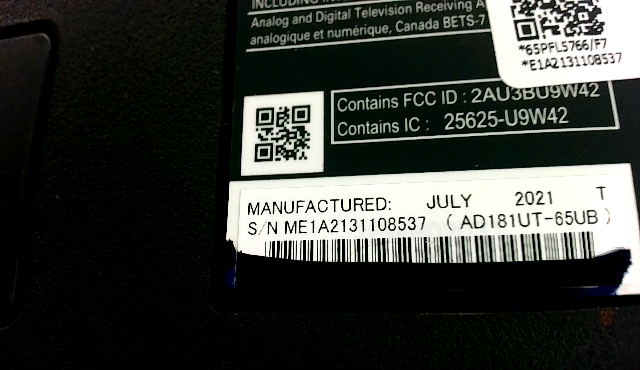 INCLUDING
Analog and Digital Television Receiving
analogique et numérique, Canada BETS-7
*65PFL5766/F7
*E1A2131108537
Contains FCC ID : 2AU3BU9W42
Contains IC : 25625-U9W42
MANUFACTURED: JULY 2021 T
S/N ME1A2131108537 ( AD181UT-65UB )